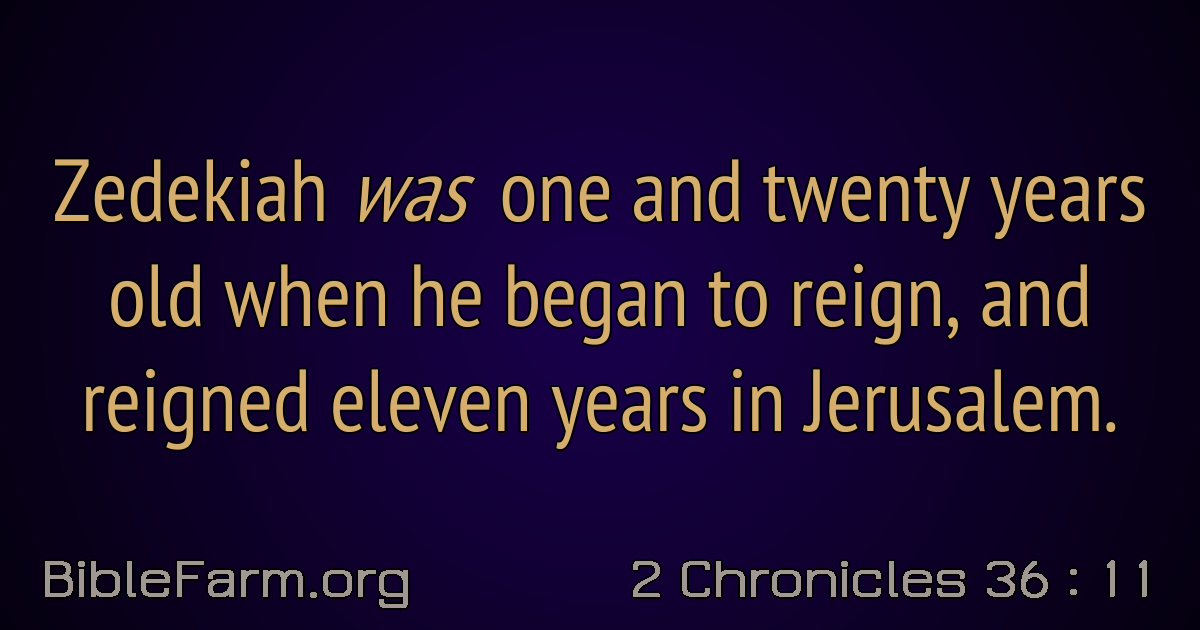 Zedekiah was one and twenty years
old when he began to reign, and
reigned eleven years in Jerusalem.
BibleFarm.org
2 Chronicles 36 : 11